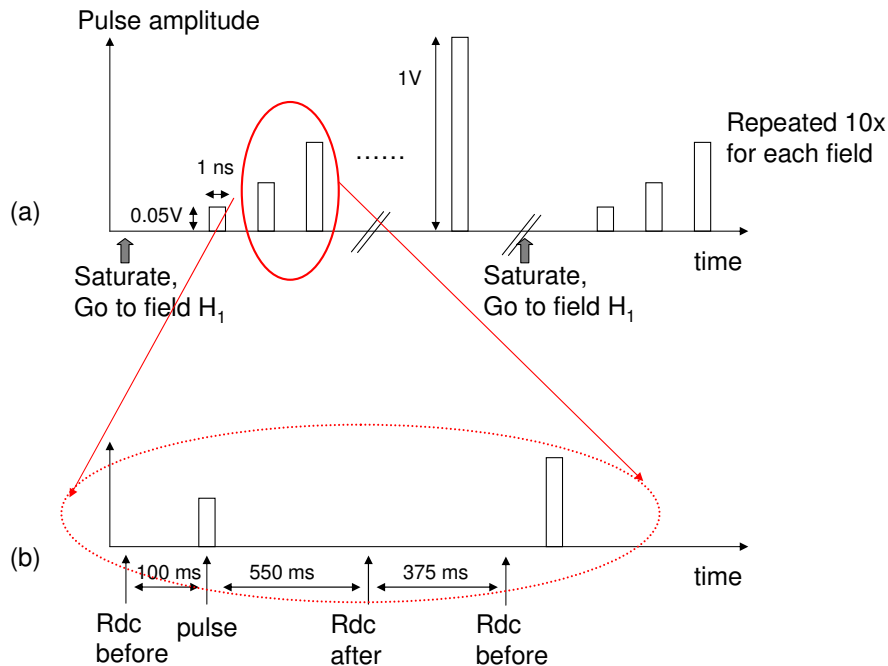 Pulse amplitude
1V
Repeated 10x
for each field
1 ns
......
(a)
0.05V
time
Saturate,
Go to field H₁
Saturate,
Go to field H₁
(b)
100 ms
550 ms
375 ms
time
Rdc
before
pulse
Rdc
after
Rdc
before